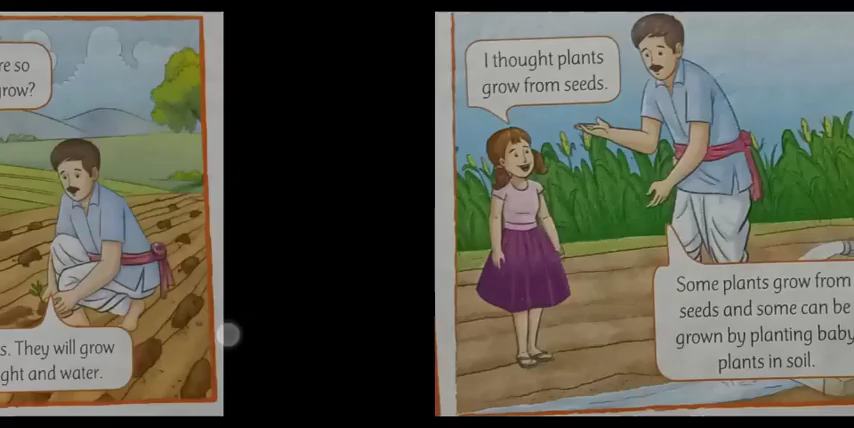 re so
row?
s. They will grow
ght and water.
I thought plants
grow from seeds.
Some plants grow from
seeds and some can be
grown by planting baby
plants in soil.